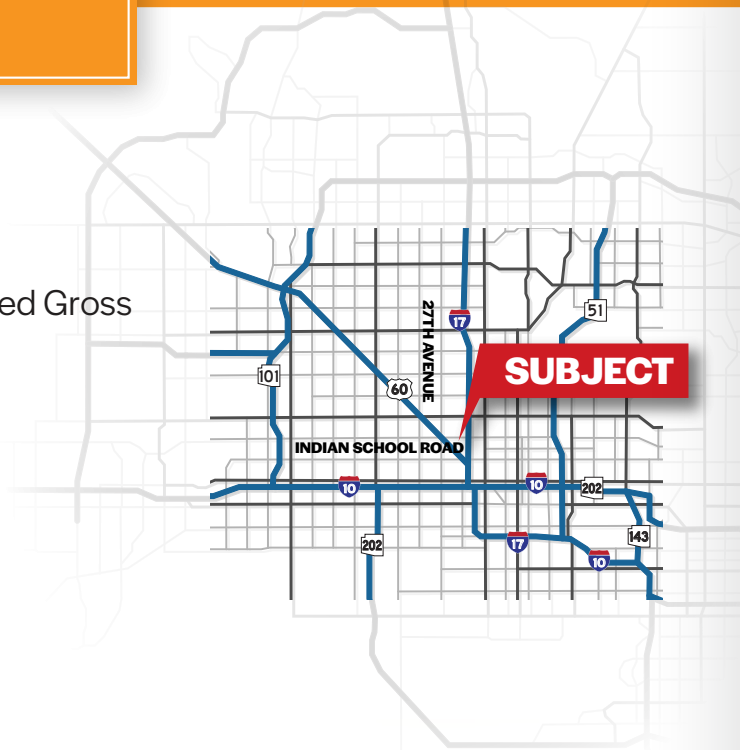 ed Gross
27TH AVENUE
17
51
SUBJECT
101
60
INDIAN SCHOOL ROAD
10
10
202
202
17
143
10